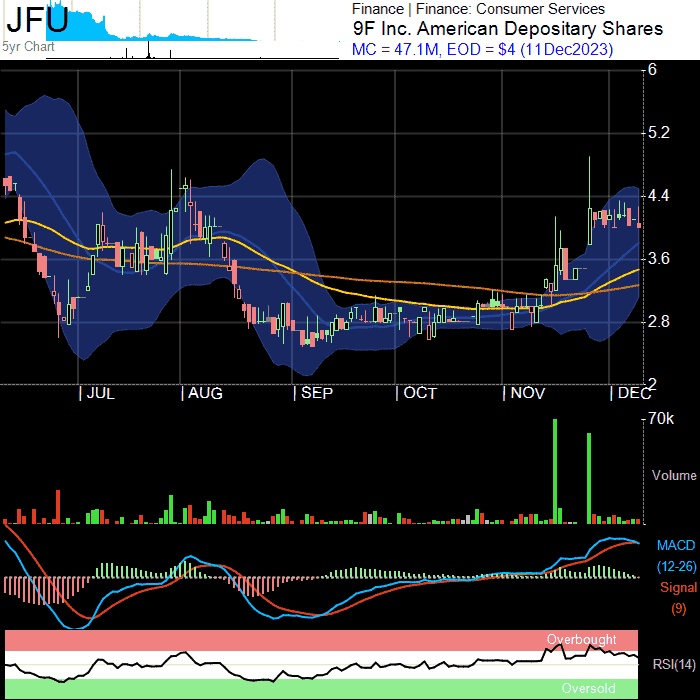 JFU
5yr Chart
Finance | Finance: Consumer Services
9F Inc. American Depositary Shares
MC = 47.1M, EOD = $4 (11Dec2023)
6
5.2
4.4
3.6
2.8
2
JUL AUG SEP OCT NOV DEC
70k
Volume
MACD
(12-26)
Signal
(9)
Overbought
RSI(14)
Oversold